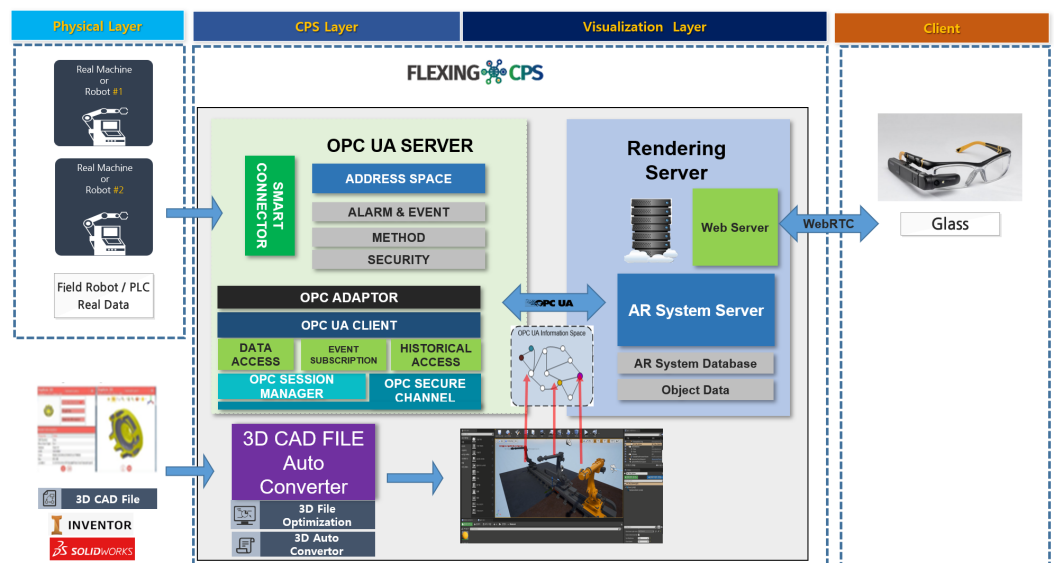 Physical Layer
CPS Layer
Visualization Layer
Client
FLEXING CPS
Real Machine
or
Robot #1
Real Machine
or
Robot #2
Field Robot / PLC
Real Data
OPC UA SERVER
SMART
CONNECTOR
ADDRESS SPACE
ALARM & EVENT
METHOD
SECURITY
OPC ADAPTOR
OPC UA CLIENT
DATA
ACCESS
EVENT
SUBSCRIPTION
HISTORICAL
ACCESS
OPC SESSION
MANAGER
OPC SECURE
CHANNEL
OPC UA
OPC UA Information Space
Rendering
Server
Web Server
AR System Server
AR System Database
Object Data
WebRTC
Glass
3D CAD File
INVENTOR
SOLIDWORKS
3D CAD FILE
Auto
Converter
3D File
Optimization
3D Auto
Convertor